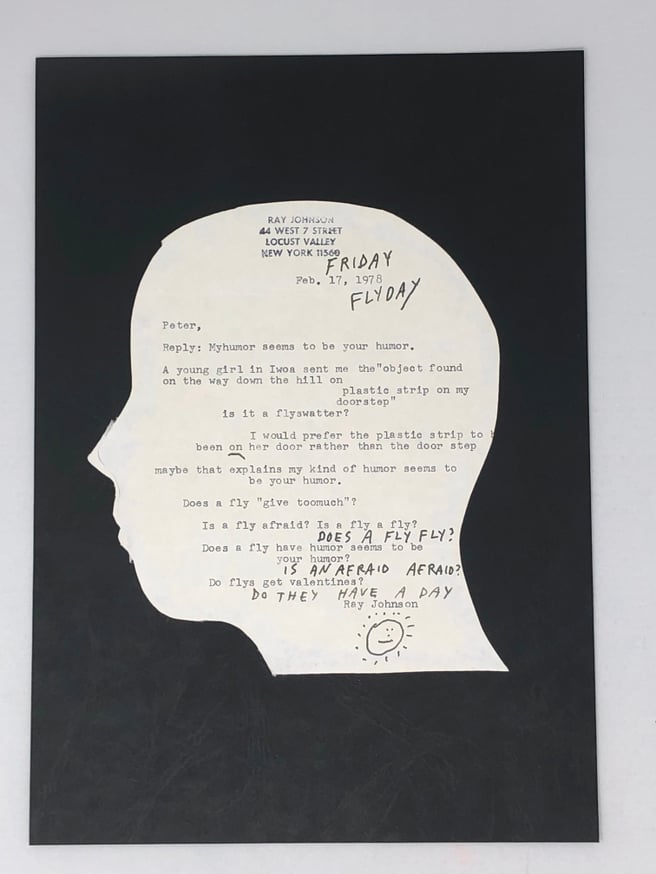 RAY JOHNSON
44 WEST 7 STREET
LOCUST VALLEY
NEW YORK 11560
FRIDAY
Feb. 17, 1978
FLYDAY
Peter,
Reply: Myhumor seems to be your humor.
A young girl in Iwoa sent me the"object found
on the way down the hill on
plastic strip on my
doorstep"
is it a flyswatter?
I would prefer the plastic strip to
been on her door rather than the door step
maybe that explains my kind of humor seems to
be your humor.
Does a fly "give toomuch"?
Is a fly afraid? Is a fly a fly?
DOES A FLY FLY?
Does a fly have humor seems to be
your humor?
IS AN AFRAID AFRAID?
Do flys get valentines?
DO THEY HAVE A DAY
Ray Johnson